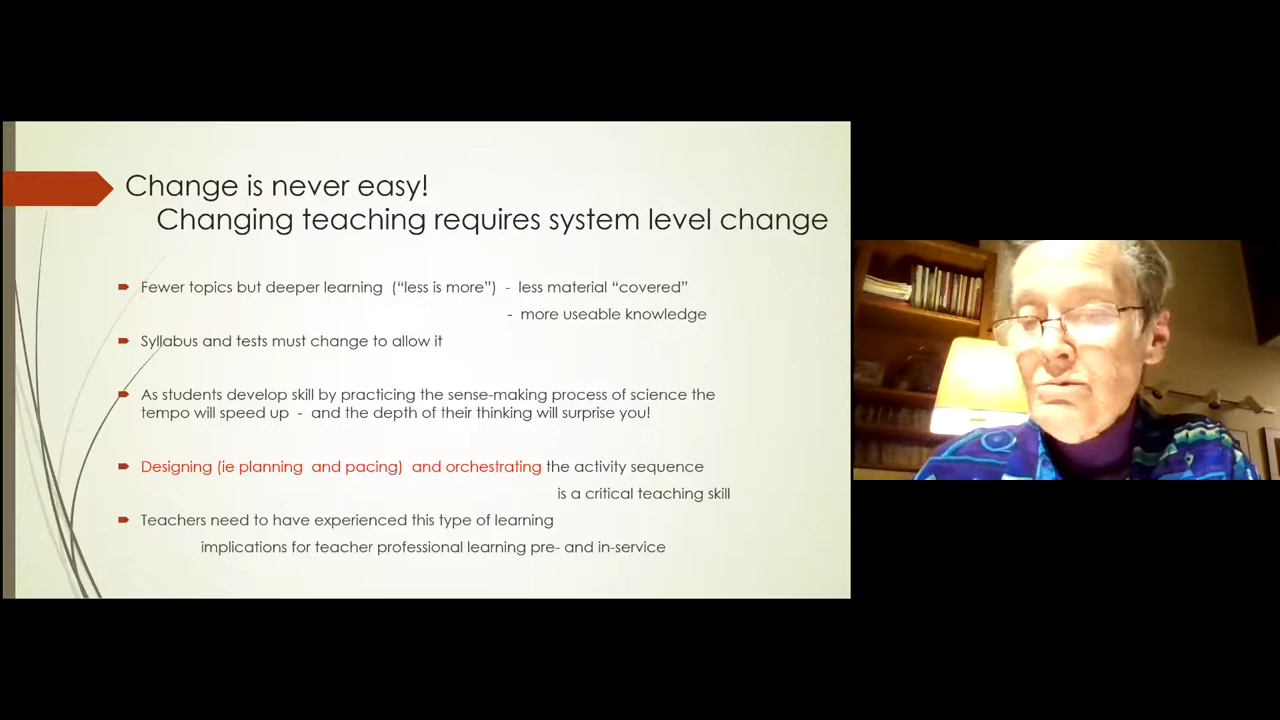 Change is never easy!
Changing teaching requires system level change
Fewer topics but deeper learning (“less is more”) - less material “covered”
- more useable knowledge
Syllabus and tests must change to allow it
As students develop skill by practicing the sense-making process of science the
tempo will speed up - and the depth of their thinking will surprise you!
Designing (ie planning and pacing) and orchestrating the activity sequence
is a critical teaching skill
Teachers need to have experienced this type of learning
implications for teacher professional learning pre- and in-service